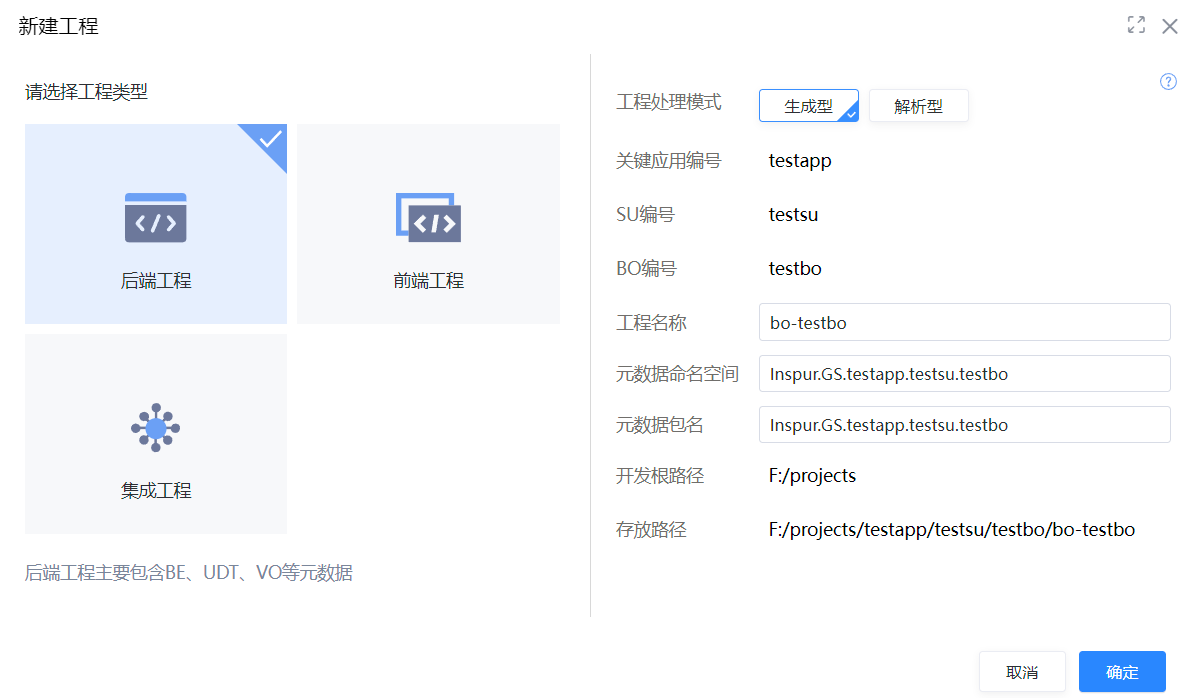 新建工程
请选择工程类型
后端工程
前端工程
集成工程
后端工程主要包含BE、UDT、VO等元数据
工程处理模式 生成型 解析型
关键应用编号 testapp
SU编号 testsu
BO编号 testbo
工程名称 bo-testbo
元数据命名空间 Inspur.GS.testapp.testsu.testbo
元数据包名 Inspur.GS.testapp.testsu.testbo
开发根路径 F:/projects
存放路径 F:/projects/testapp/testsu/testbo/bo-testbo
取消 确定